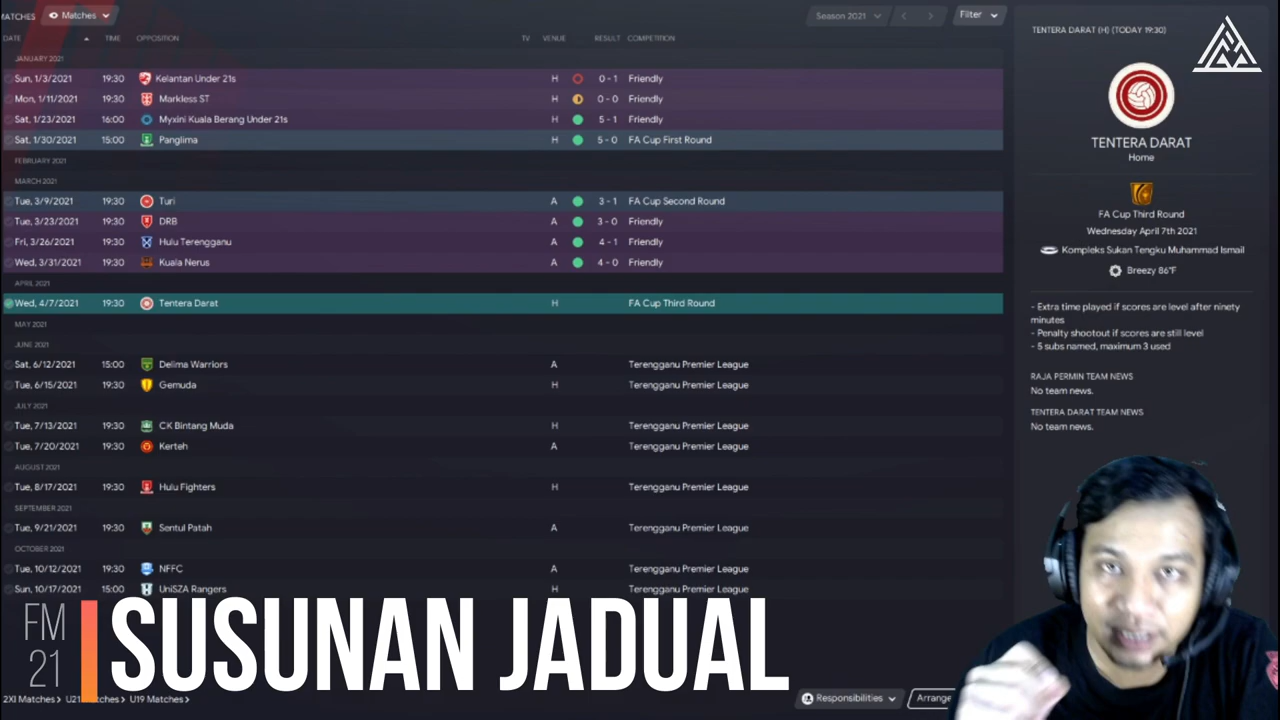 MATCHES Matches Season 2021 Filter
DATE TIME OPPOSITION TV VENUE RESULT COMPETITION
JANUARY 2021
Sun, 1/3/2021 19:30 Kelantan Under 21s H 0 - 1 Friendly
Mon, 1/11/2021 19:30 Markless ST H 0 - 0 Friendly
Sat, 1/23/2021 16:00 Myxini Kuala Berang Under 21s H 5 - 1 Friendly
Sat, 1/30/2021 15:00 Panglima H 5 - 0 FA Cup First Round
FEBRUARY 2021
MARCH 2021
Tue, 3/9/2021 19:30 Turi A 3 - 1 FA Cup Second Round
Tue, 3/23/2021 19:30 DRB A 3 - 0 Friendly
Fri, 3/26/2021 19:30 Hulu Terengganu A 4 - 1 Friendly
Wed, 3/31/2021 19:30 Kuala Nerus A 4 - 0 Friendly
APRIL 2021
Wed, 4/7/2021 19:30 Tentera Darat H FA Cup Third Round
MAY 2021
JUNE 2021
Sat, 6/12/2021 15:00 Delima Warriors A Terengganu Premier League
Tue, 6/15/2021 19:30 Gemuda H Terengganu Premier League
JULY 2021
Tue, 7/13/2021 19:30 CK Bintang Muda H Terengganu Premier League
Tue, 7/20/2021 19:30 Kerteh A Terengganu Premier League
AUGUST 2021
Tue, 8/17/2021 19:30 Hulu Fighters H Terengganu Premier League
SEPTEMBER 2021
Tue, 9/21/2021 19:30 Sentul Patah A Terengganu Premier League
OCTOBER 2021
Tue, 10/12/2021 19:30 NFFC A Terengganu Premier League
Sun, 10/17/2021 15:00 UniSZA Rangers H Terengganu Premier League
TENTERA DARAT (H) (TODAY 19:30)
TENTERA DARAT
Home
FA Cup Third Round
Wednesday April 7th 2021
Kompleks Sukan Tengku Muhammad Ismail
Breezy 86°F
- Extra time played if scores are level after ninety
minutes
- Penalty shootout if scores are still level
- 5 subs named, maximum 3 used
RAJA PERMIN TEAM NEWS
No team news.
TENTERA DARAT TEAM NEWS
No team news.
FM
21
SUSUNAN JADUAL
2XI Matches> U21 Matches> U19 Matches>
Responsibilities Arrange